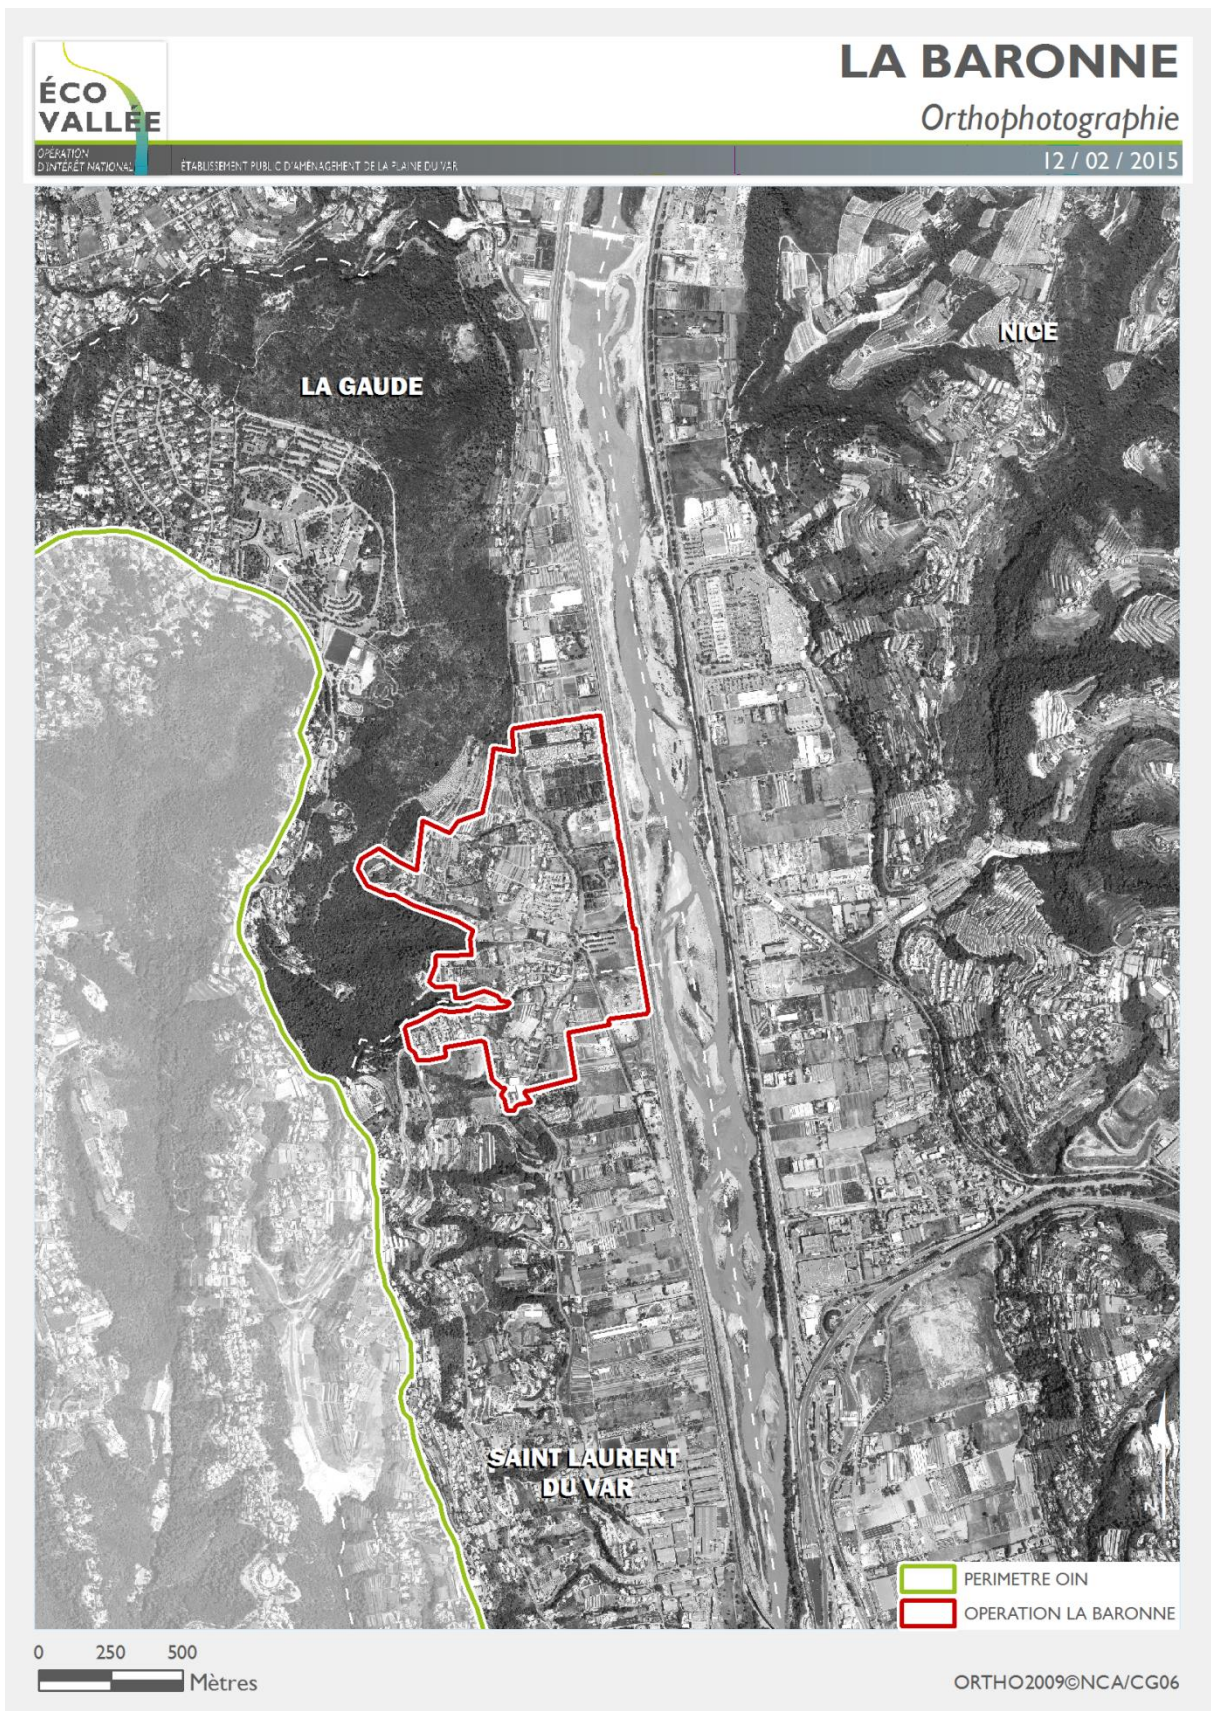 ÉCO
VALLÉE
OPÉRATION
D'INTÉRÊT NATIONAL
ÉTABLISSEMENT PUBLIC D'AMÉNAGEMENT DE LA PLAINE DU VAR
LA BARONNE
Orthophotographie
12 / 02 / 2015
NICE
LA GAUDE
SAINT LAURENT
DU VAR
N
PERIMETRE OIN
OPERATION LA BARONNE
0 250 500
Mètres
ORTHO2009©NCA/CG06